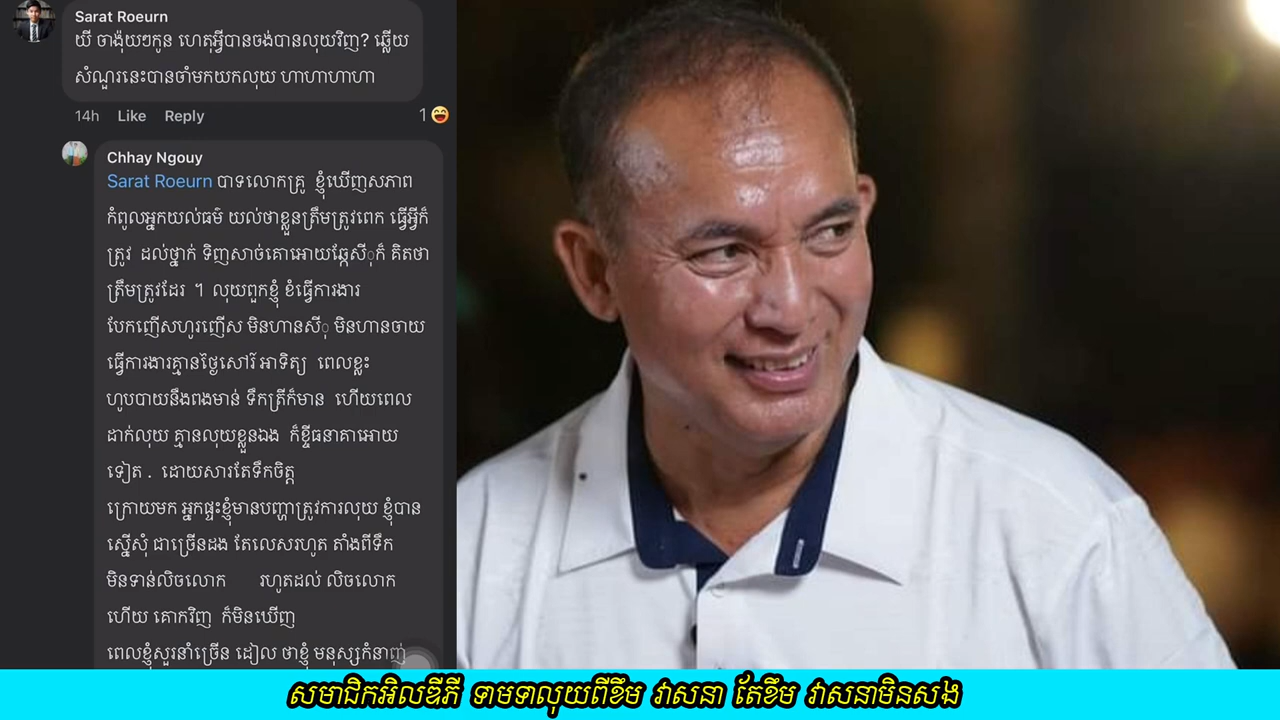 Sarat Roeurn
យី ចាង៉ុយៗកូន ហេតុអ្វីបានចង់បានលុយវិញ? ឆ្លើយ
សំណួរនេះបានចាំមកយកលុយ ហាហាហាហា
14h Like Reply 1
Chhay Ngouy
Sarat Roeurn បាទលោកគ្រូ ខ្ញុំឃើញសភាព
កំពូលអ្នកយល់ធម៌ យល់ថាខ្លួនត្រឹមត្រូវពេក ធ្វើអ្វីក៏
ត្រូវ ដល់ថ្នាក់ ទិញសាច់គោអោយឆ្កែសុីក៏ គិតថា
ត្រឹមត្រូវដែរ ។ លុយពួកខ្ញុំ ខំធ្វើការងារ
បែកញើសហូរញើស មិនហានសុី មិនហានចាយ
ធ្វើការងារគ្មានថ្ងៃសៅរ៍ អាទិត្យ ពេលខ្លះ
ហូបបាយនឹងពងមាន់ ទឹកត្រីក៏មាន ហើយពេល
ដាក់លុយ គ្មានលុយខ្លួនឯង ក៏ខ្ចីធនាគាអោយ
ទៀត . ដោយសារតែទឹកចិត្ត
ក្រោយមក អ្នកផ្ទះខ្ញុំមានបញ្ហាត្រូវការលុយ ខ្ញុំបាន
ស្នើសុំ ជាច្រើនដង តែលេសរហូត តាំងពីទឹក
មិនទាន់លិចលោក រហូតដល់ លិចលោក
ហើយ គោកវិញ ក៏មិនឃើញ
ពេលខ្ញុំសួរនាំច្រើន ដៀល ថាខ្ញុំ មនុស្សកំនាញ់
សមាជិកអិលឌីភី ទាមទាលុយពីខឹម វាសនា តែខឹម វាសនាមិនសង